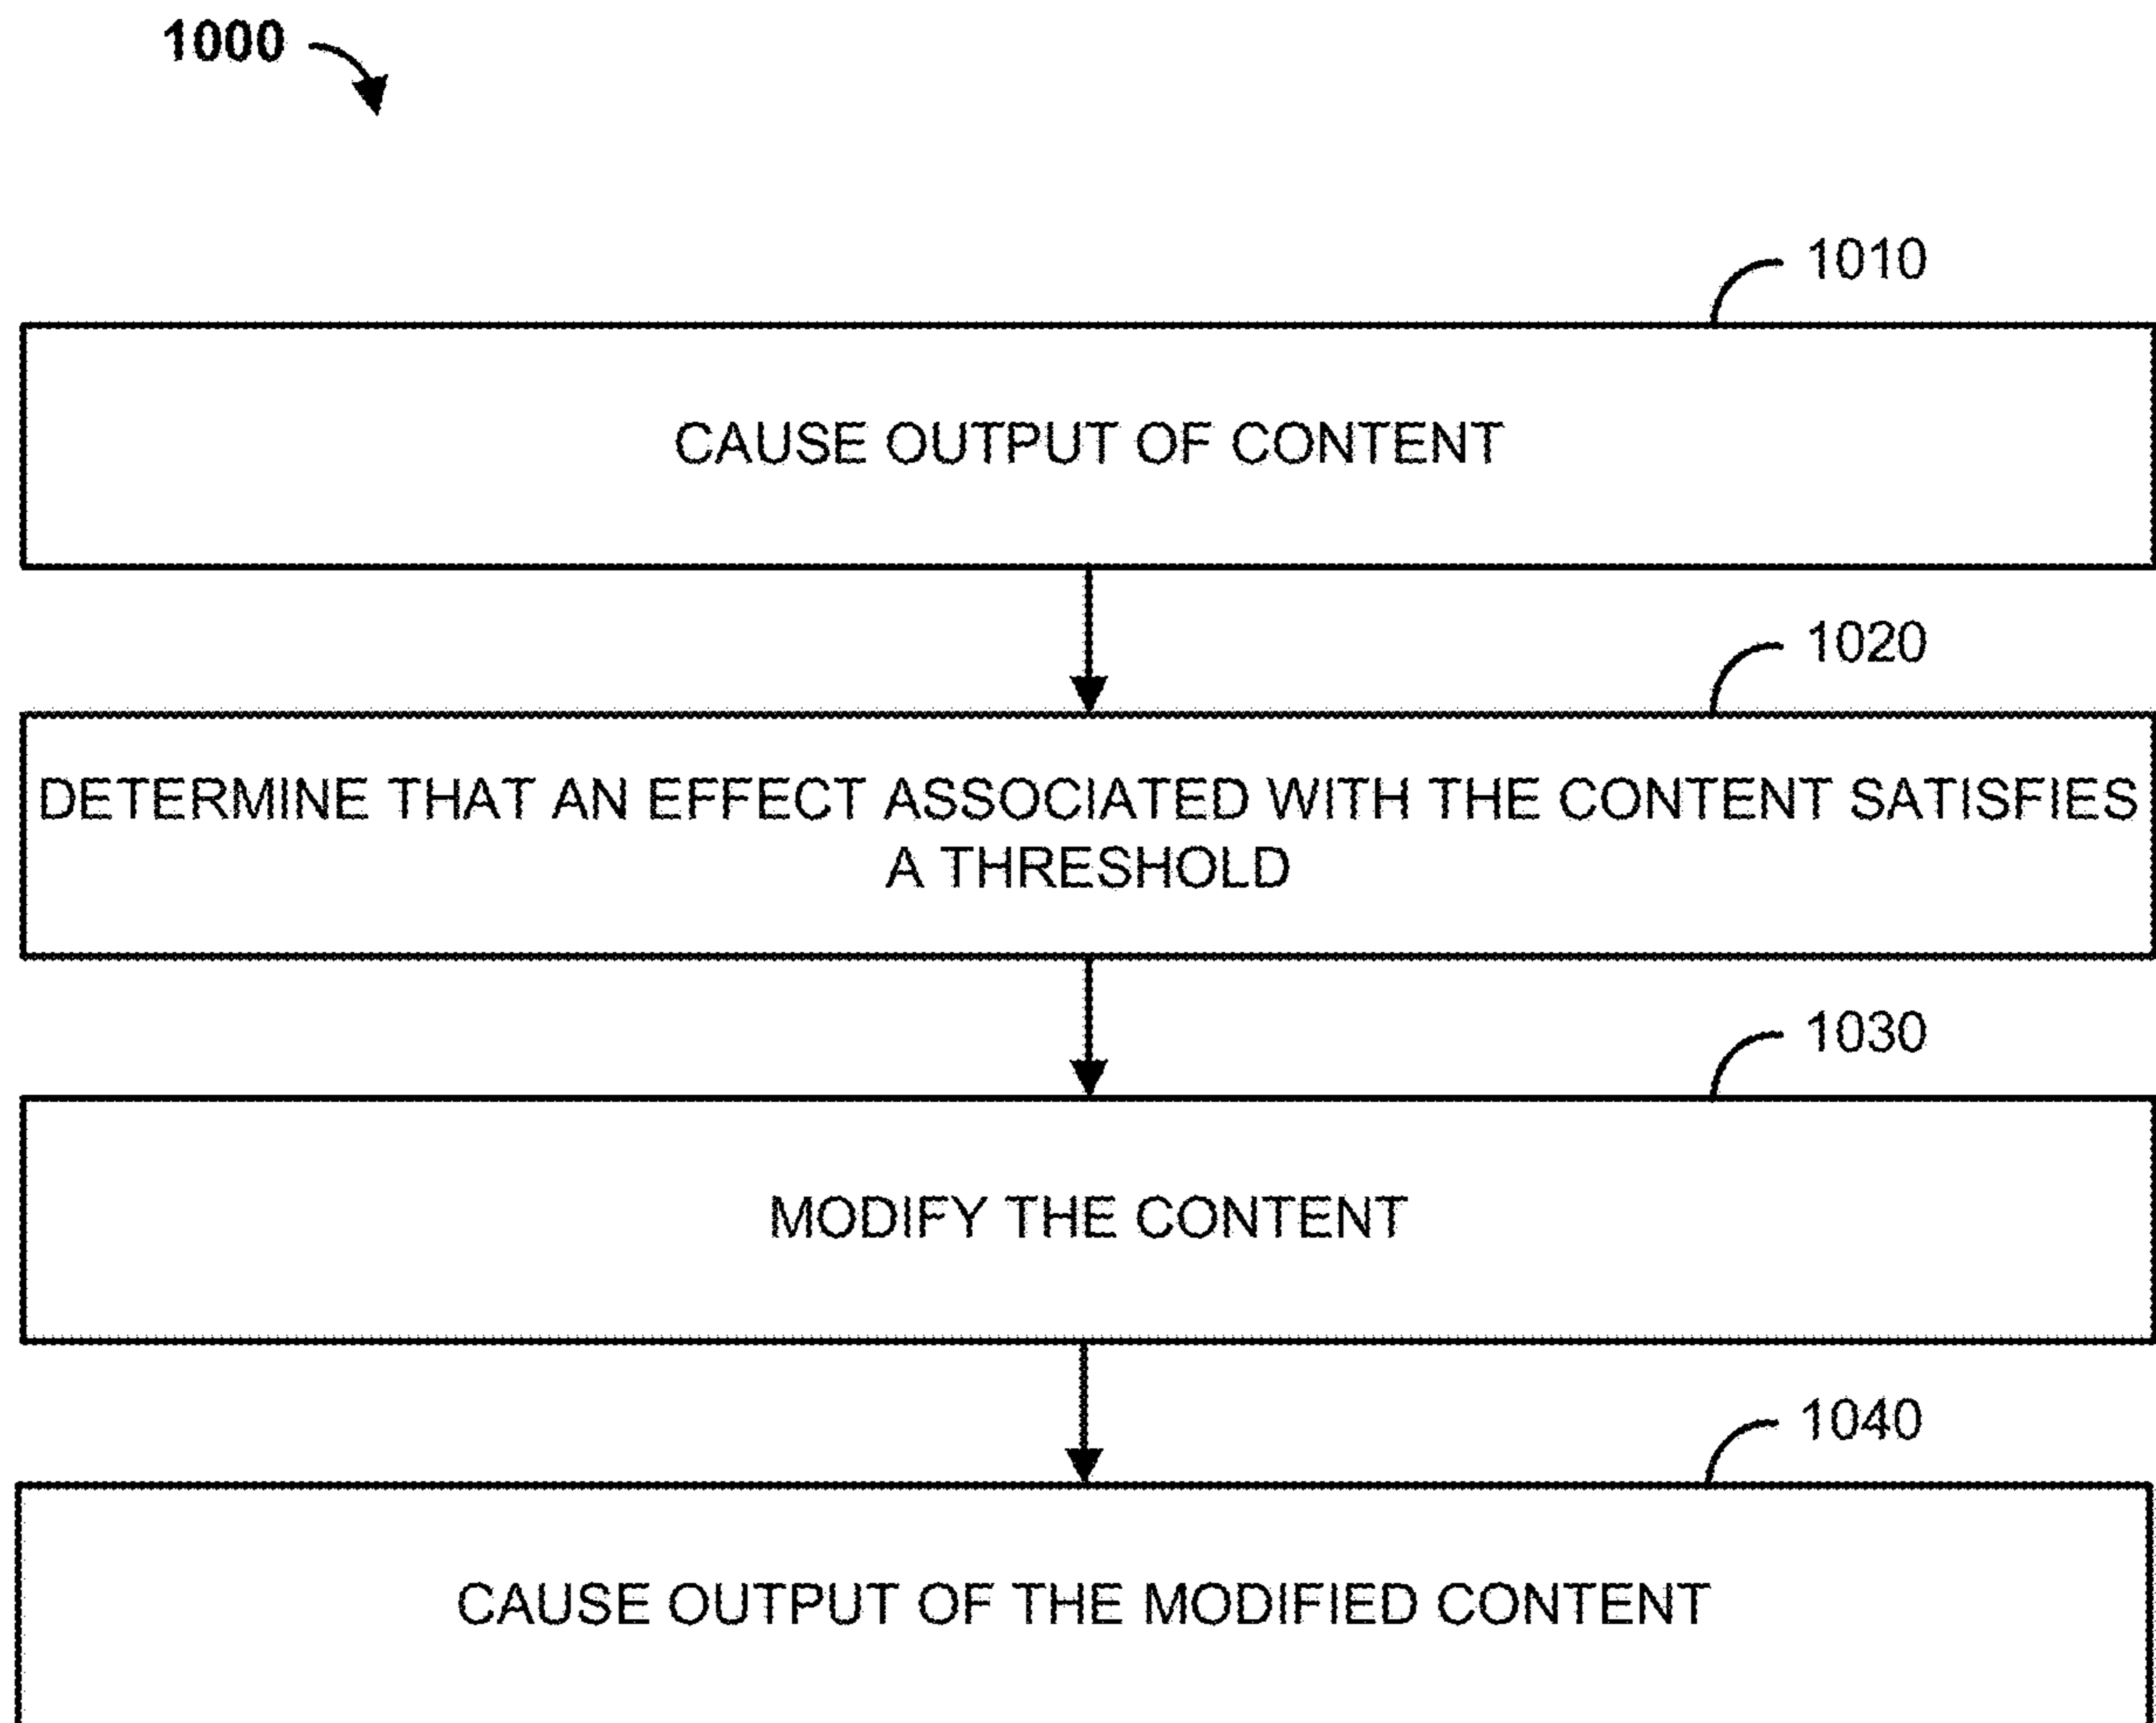 1000
1010
CAUSE OUTPUT OF CONTENT
1020
DETERMINE THAT AN EFFECT ASSOCIATED WITH THE CONTENT SATISFIES
A THRESHOLD
1030
MODIFY THE CONTENT
1040
CAUSE OUTPUT OF THE MODIFIED CONTENT